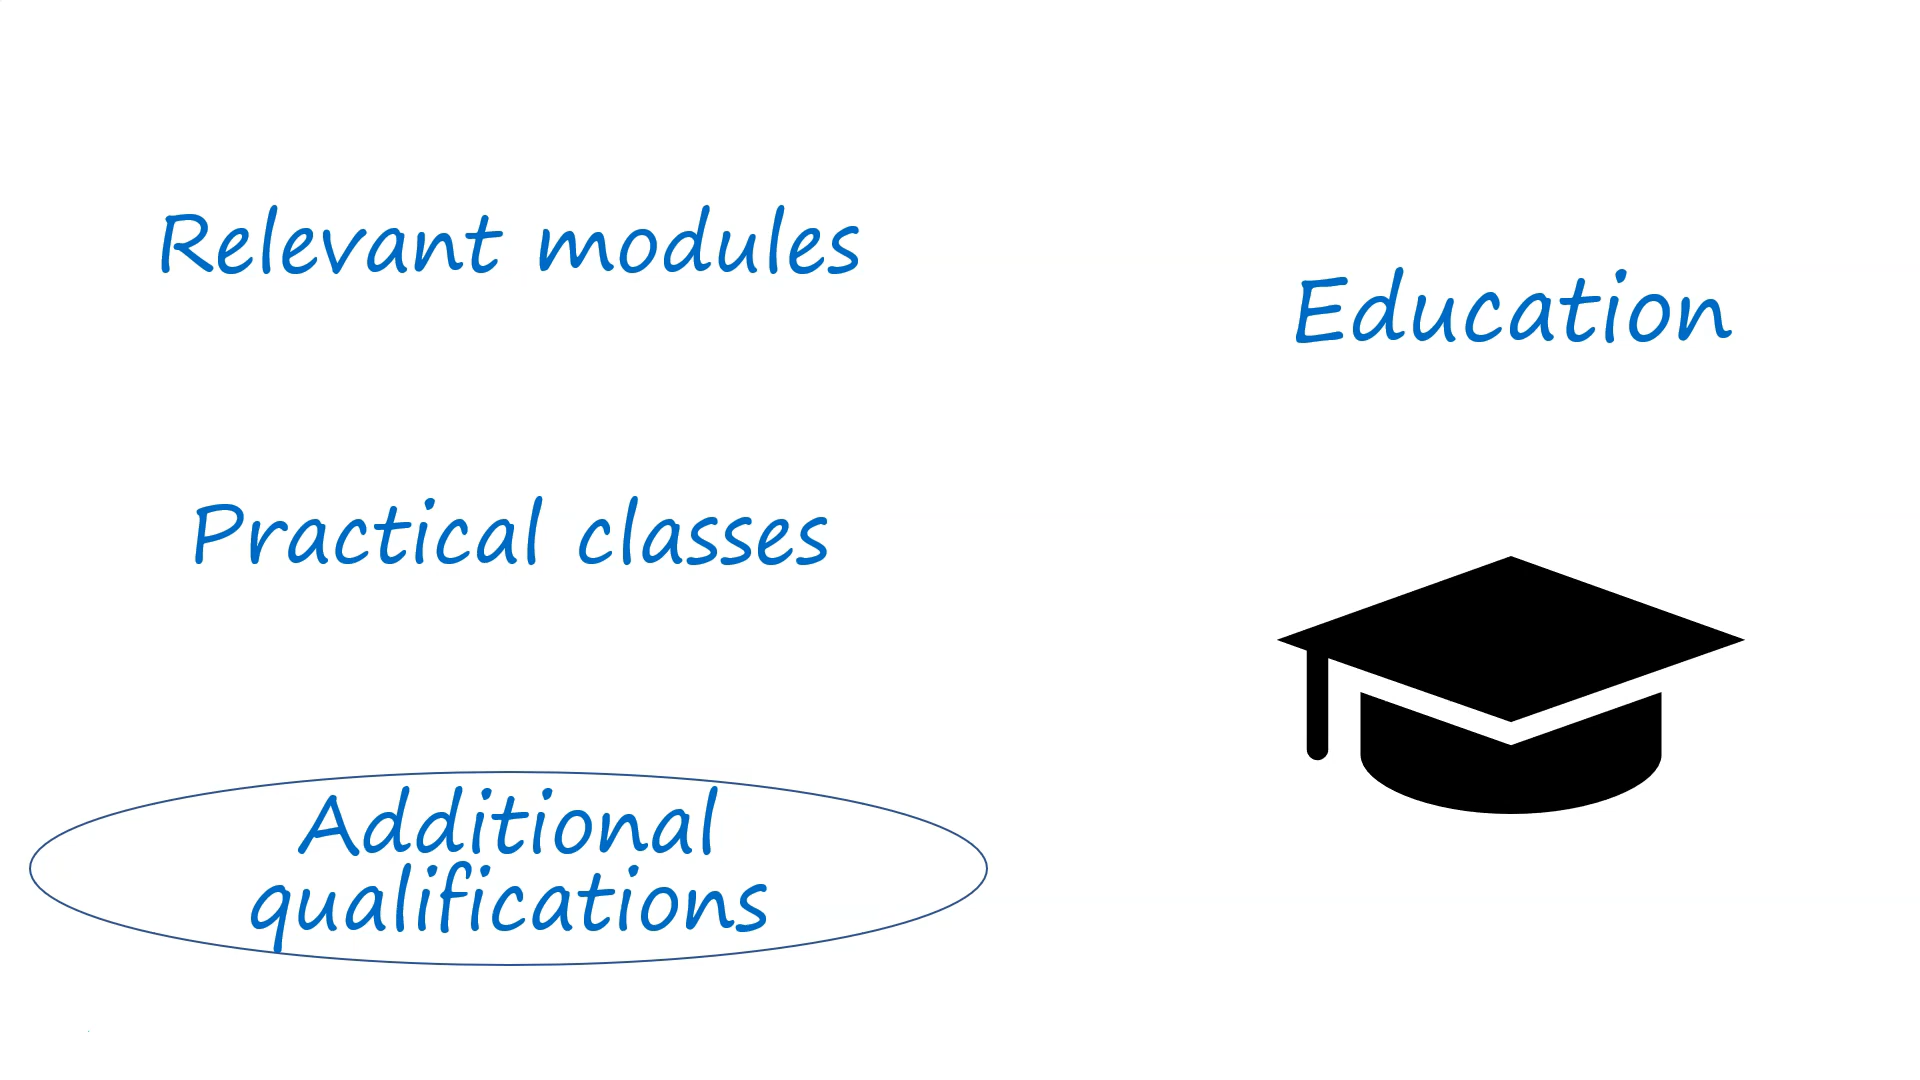 Relevant modules
Education
Practical classes
Additional
qualifications